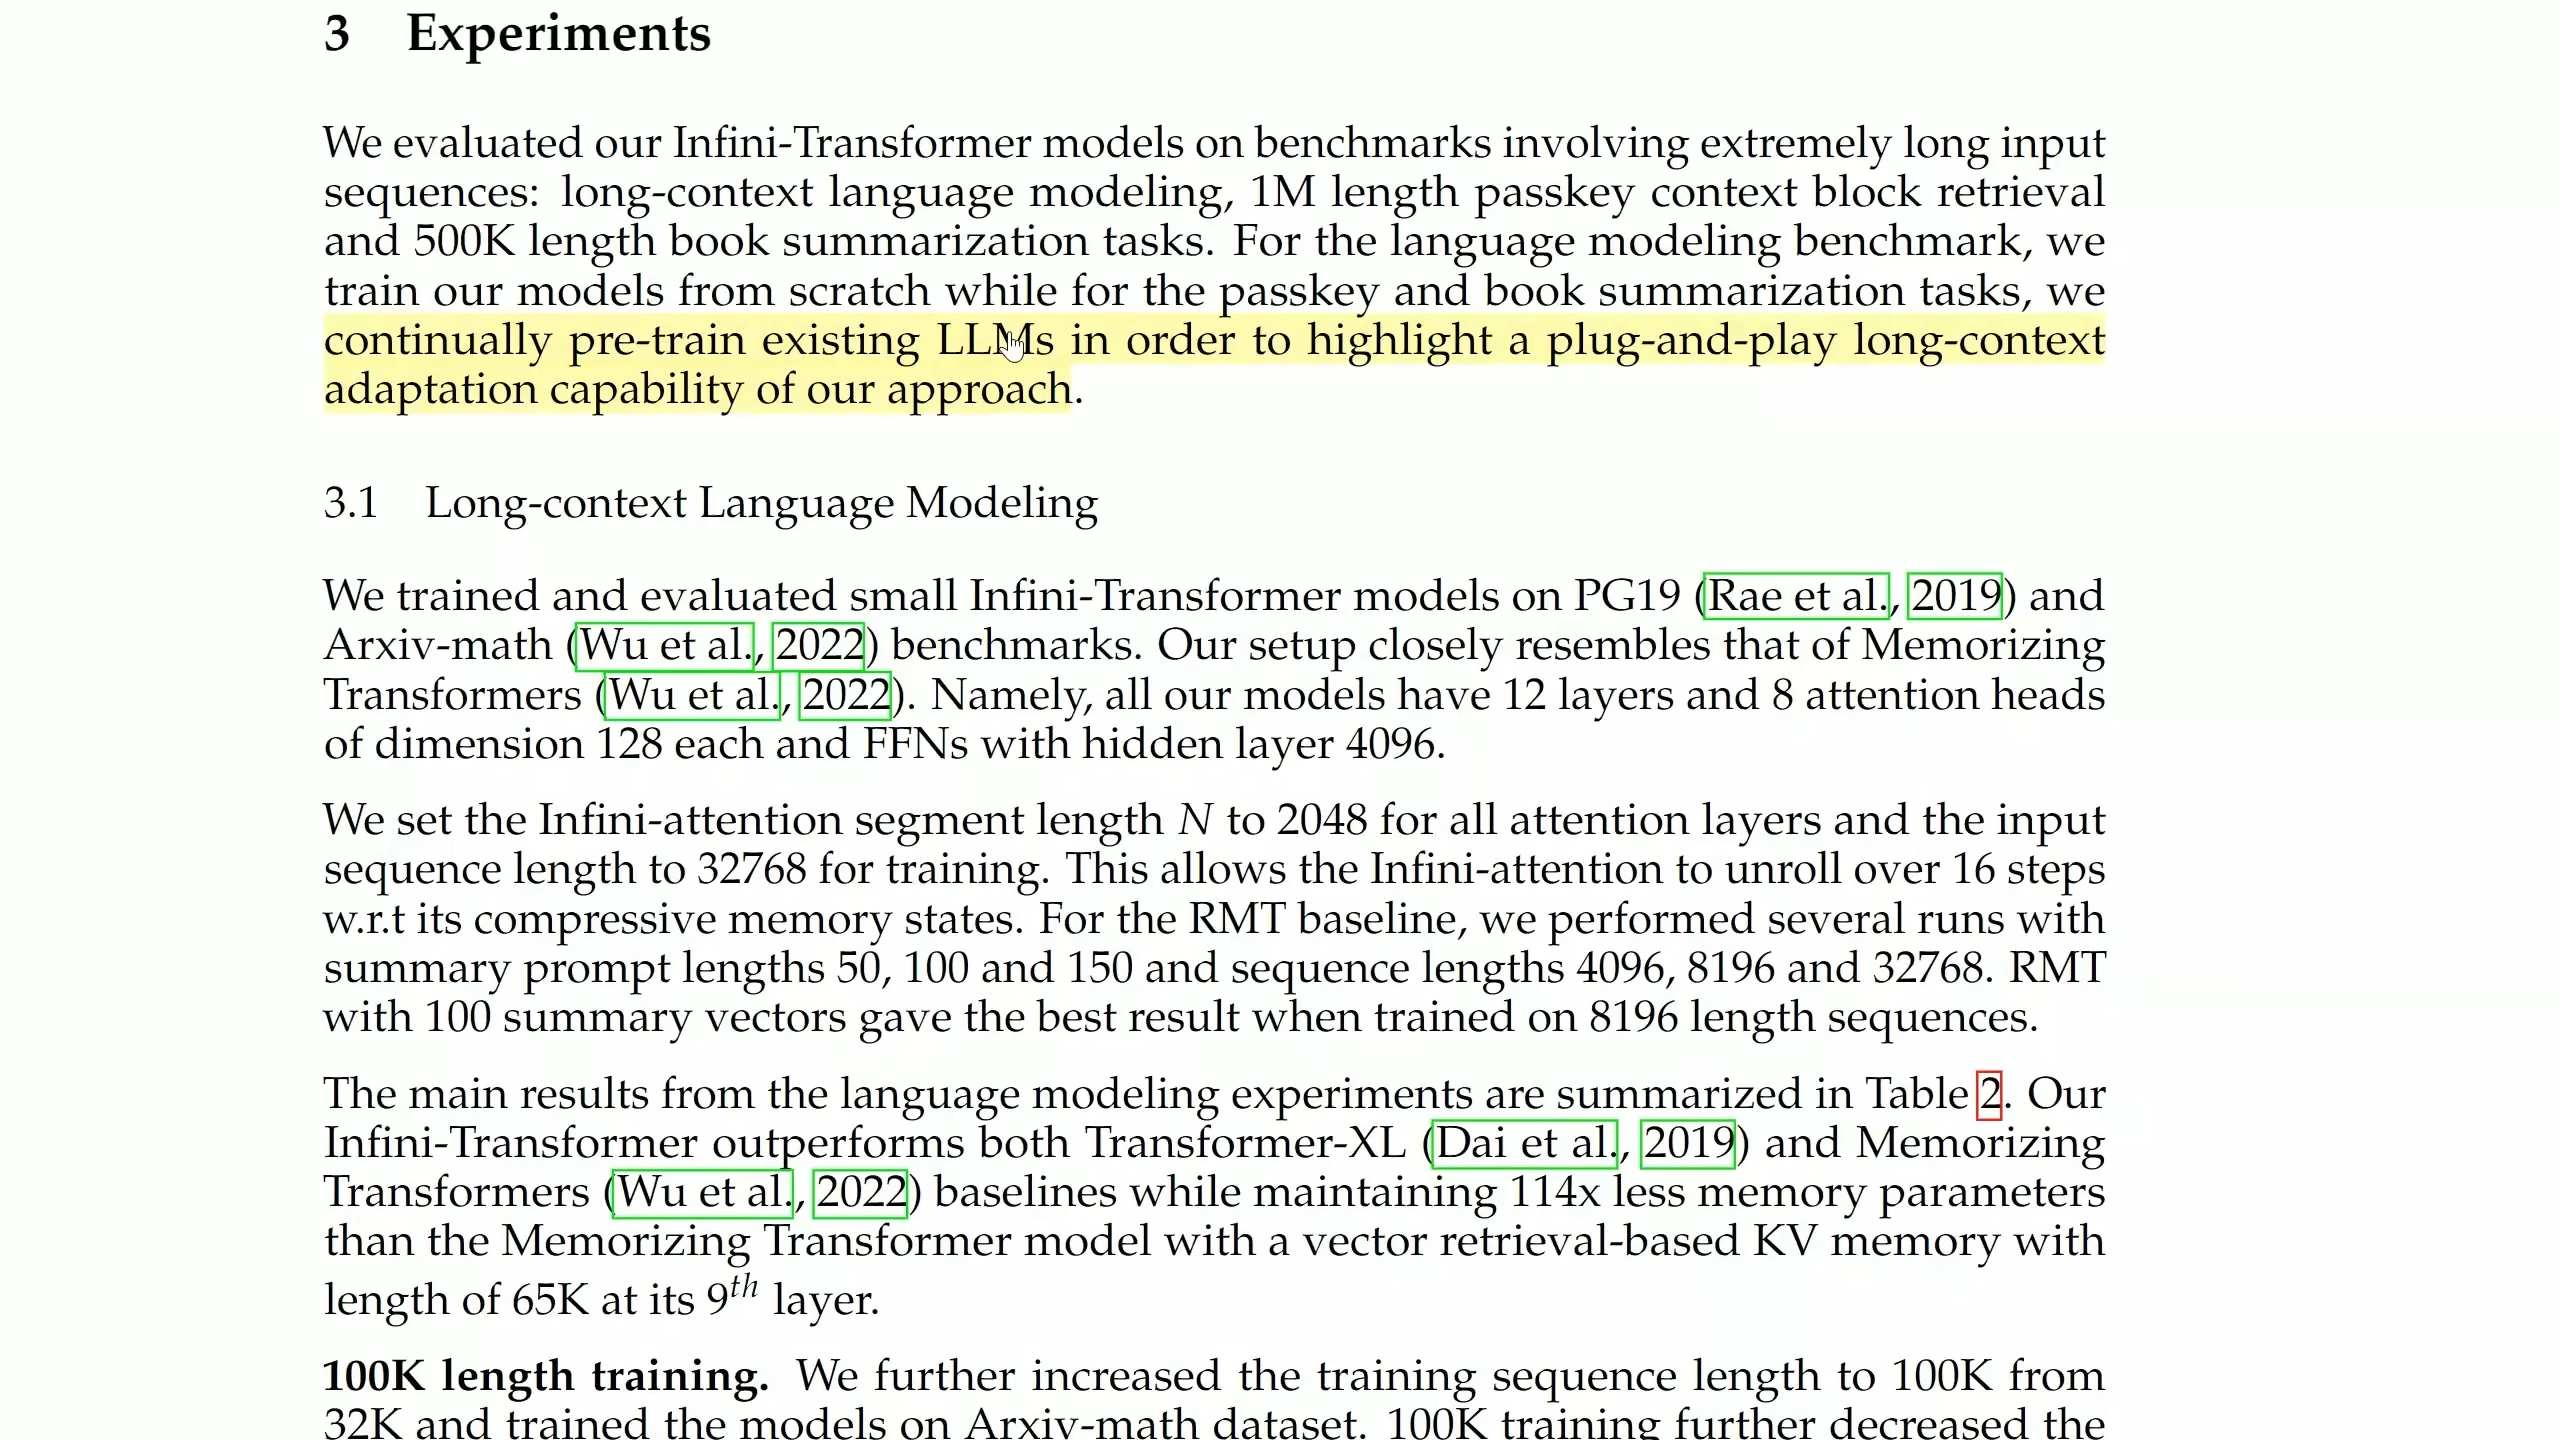 3 Experiments
We evaluated our Infini-Transformer models on benchmarks involving extremely long input
sequences: long-context language modeling, 1M length passkey context block retrieval
and 500K length book summarization tasks. For the language modeling benchmark, we
train our models from scratch while for the passkey and book summarization tasks, we
continually pre-train existing LLMs in order to highlight a plug-and-play long-context
adaptation capability of our approach.
3.1 Long-context Language Modeling
We trained and evaluated small Infini-Transformer models on PG19 (Rae et al., 2019) and
Arxiv-math (Wu et al., 2022) benchmarks. Our setup closely resembles that of Memorizing
Transformers (Wu et al., 2022). Namely, all our models have 12 layers and 8 attention heads
of dimension 128 each and FFNs with hidden layer 4096.
We set the Infini-attention segment length N to 2048 for all attention layers and the input
sequence length to 32768 for training. This allows the Infini-attention to unroll over 16 steps
w.r.t its compressive memory states. For the RMT baseline, we performed several runs with
summary prompt lengths 50, 100 and 150 and sequence lengths 4096, 8196 and 32768. RMT
with 100 summary vectors gave the best result when trained on 8196 length sequences.
The main results from the language modeling experiments are summarized in Table 2. Our
Infini-Transformer outperforms both Transformer-XL (Dai et al., 2019) and Memorizing
Transformers (Wu et al., 2022) baselines while maintaining 114x less memory parameters
than the Memorizing Transformer model with a vector retrieval-based KV memory with
length of 65K at its 9th layer.
100K length training. We further increased the training sequence length to 100K from
32K and trained the models on Arxiv-math dataset. 100K training further decreased the